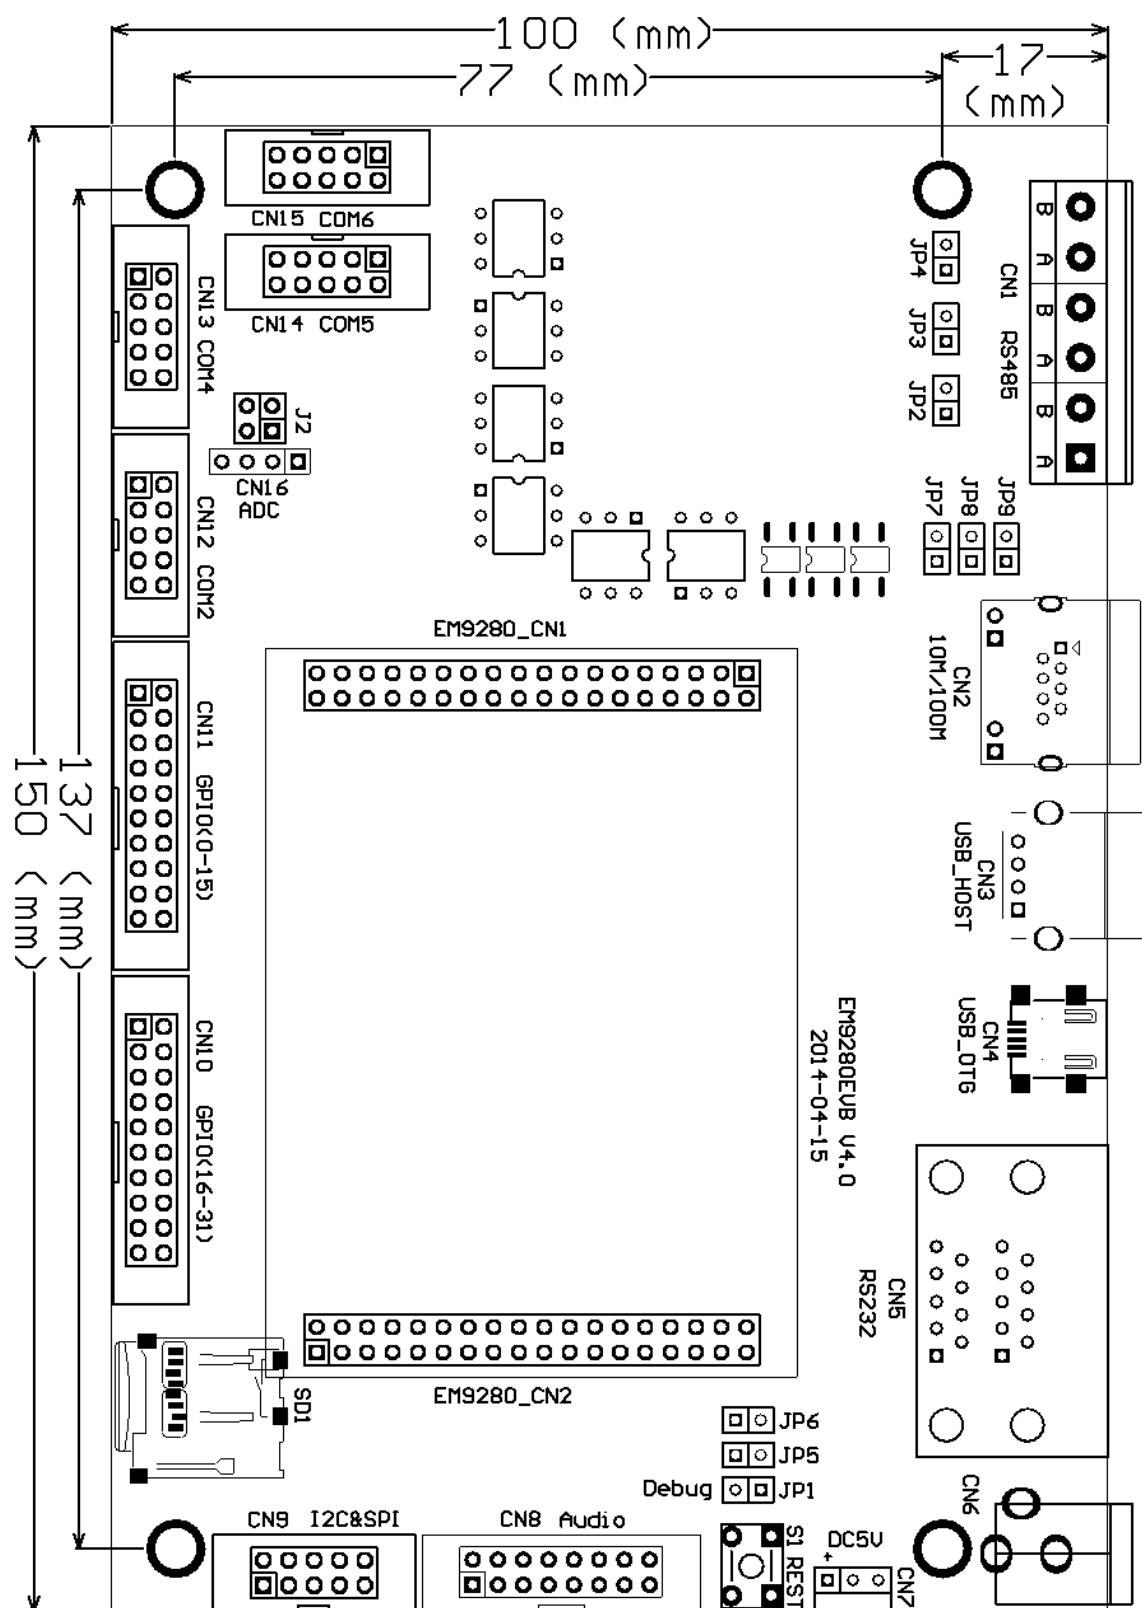 100 (mm)
77 (mm)
17
(mm)
150 (mm)
137 (mm)
CN15 COM6
CN14 COM5
CN13 COM4
J2
CN16
ADC
CN12 COM2
CN11 GPIO(0-15)
CN10 GPIO(16-31)
JP4
JP3
JP2
CN1 RS485
B
A
B
A
B
A
JP7
JP8
JP9
EM9280_CN1
CN2
10M/100M
CN3
USB_HOST
CN4
USB_OTG
EM9280EVB V4.0
2014-04-15
CN5
RS232
EM9280_CN2
SD1
JP6
JP5
Debug JP1
CN6
CN9 I2C&SPI
CN8 Audio
S1 REST
DC5V
+
CN7